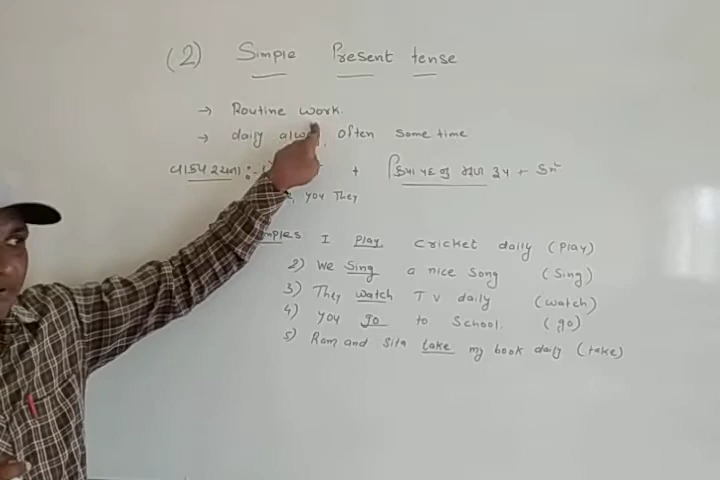 (2) Simple Present tense
→ Routine work.
→ daily often some time
વાક્ય રચના :- + ક્રિયાપદ નું મૂળ રૂપ + કર્મ
you They
I play cricket daily (play)
2) We Sing a nice song (Sing)
3) They watch TV daily (watch)
4) you go to School. (go)
5) Ram and Sita take my book daily (take)